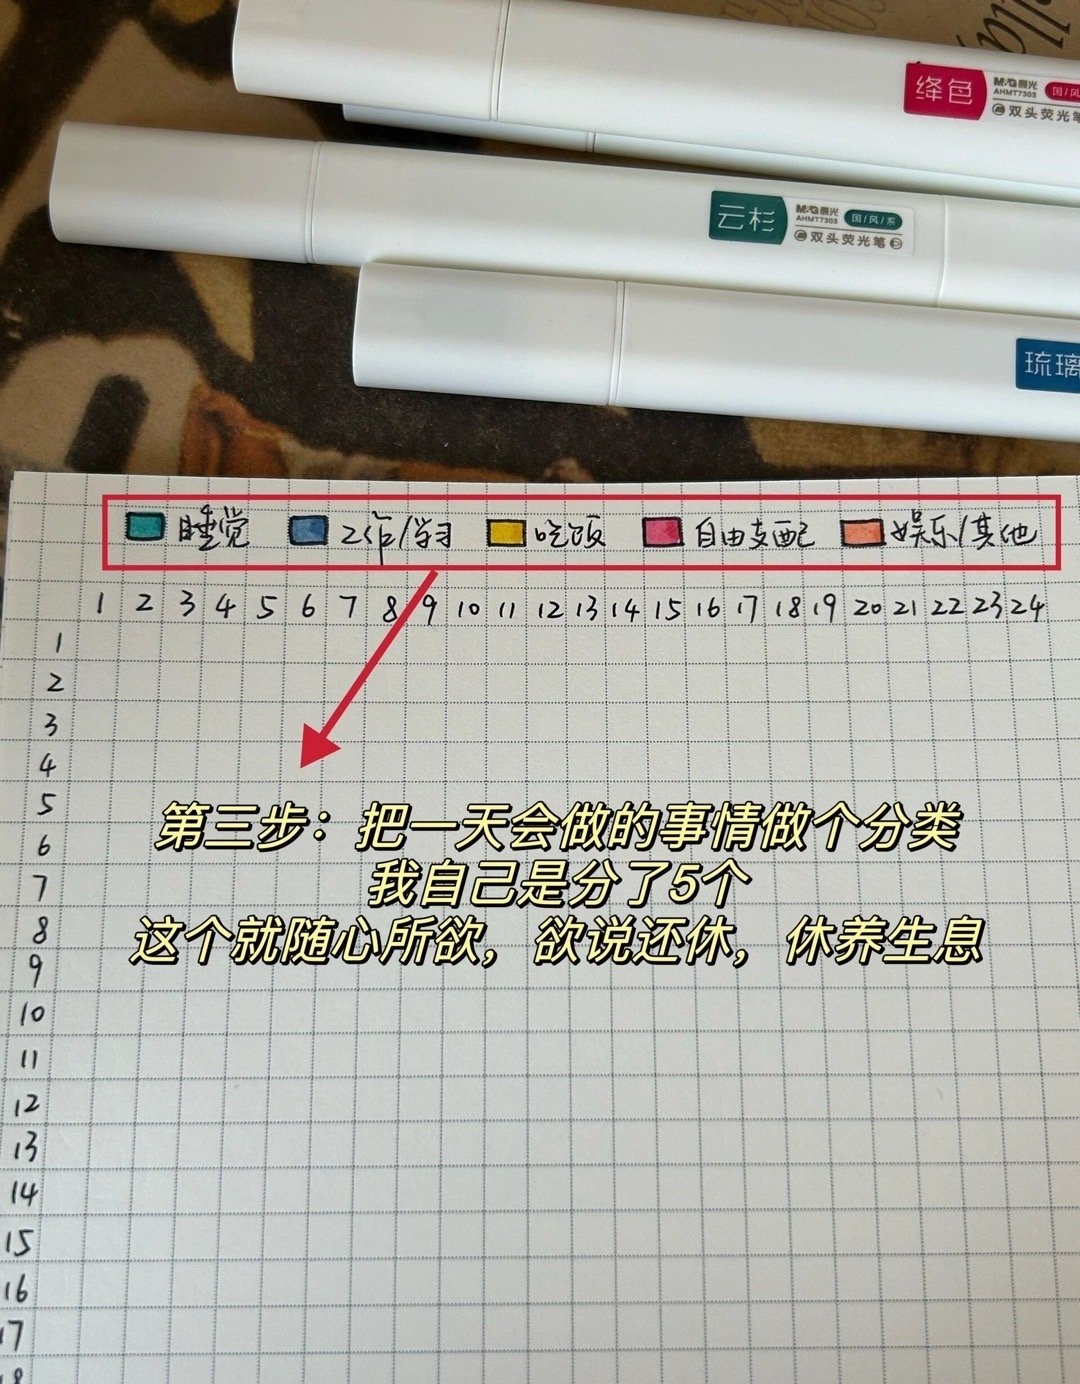 ella
绛色
M&G晨光
AHMT7303
国/风
双头荧光笔
云杉
M&G晨光
AHMT7303
国/风/系
双头荧光笔
琉璃
睡觉 工作/学习 吃饭 自由支配 娱乐/其他
1 2 3 4 5 6 7 8 9 10 11 12 13 14 15 16 17 18 19 20 21 22 23 24
1
2
3
4
5
6
7
8
9
10
11
12
13
14
15
16
17
18
第三步：把一天会做的事情做个分类
我自己是分了5个
这个就随心所欲，欲说还休，休养生息